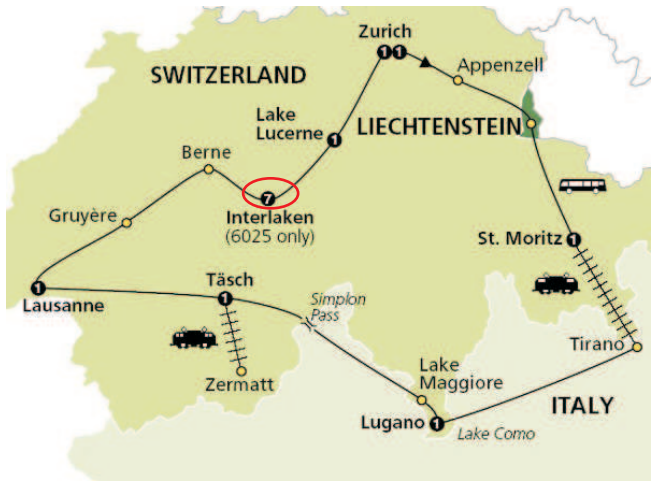 Zurich
1 1
Appenzell
SWITZERLAND
Lake
Lucerne
1
LIECHTENSTEIN
Berne
7
Interlaken
(6025 only)
Gruyère
St. Moritz
1
1
Lausanne
Täsch
1
Simplon
Pass
Zermatt
Tirano
Lake
Maggiore
ITALY
Lugano
1
Lake Como